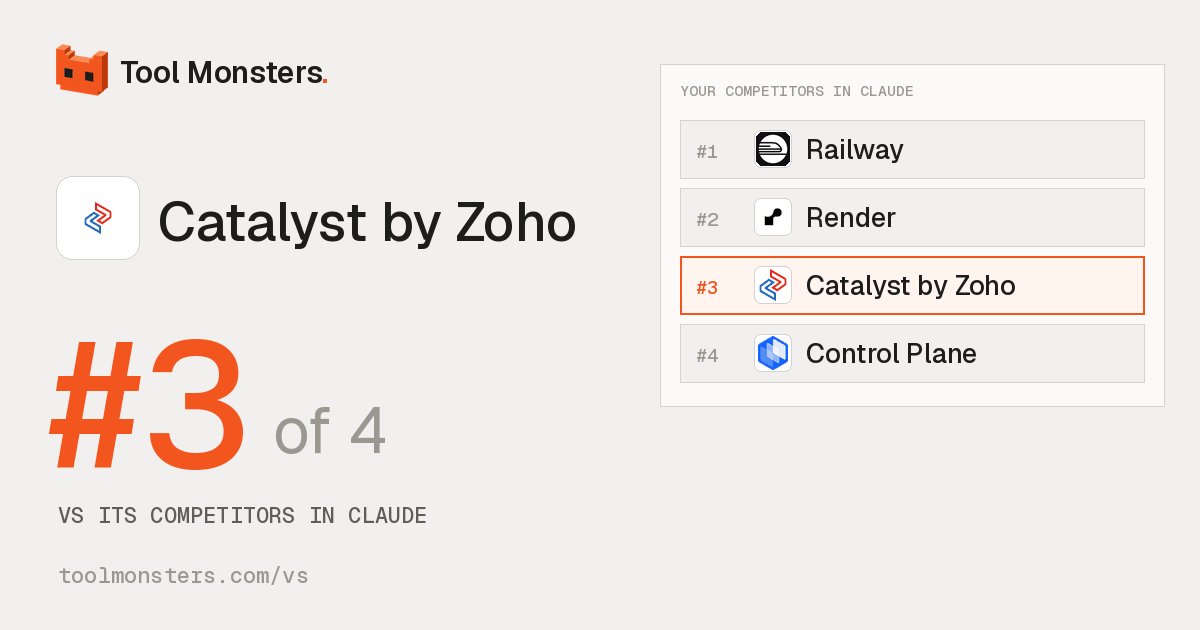 Tool Monsters.
Catalyst by Zoho
#3 of 4
VS ITS COMPETITORS IN CLAUDE
toolmonsters.com/vs
YOUR COMPETITORS IN CLAUDE
#1 Railway
#2 Render
#3 Catalyst by Zoho
#4 Control Plane